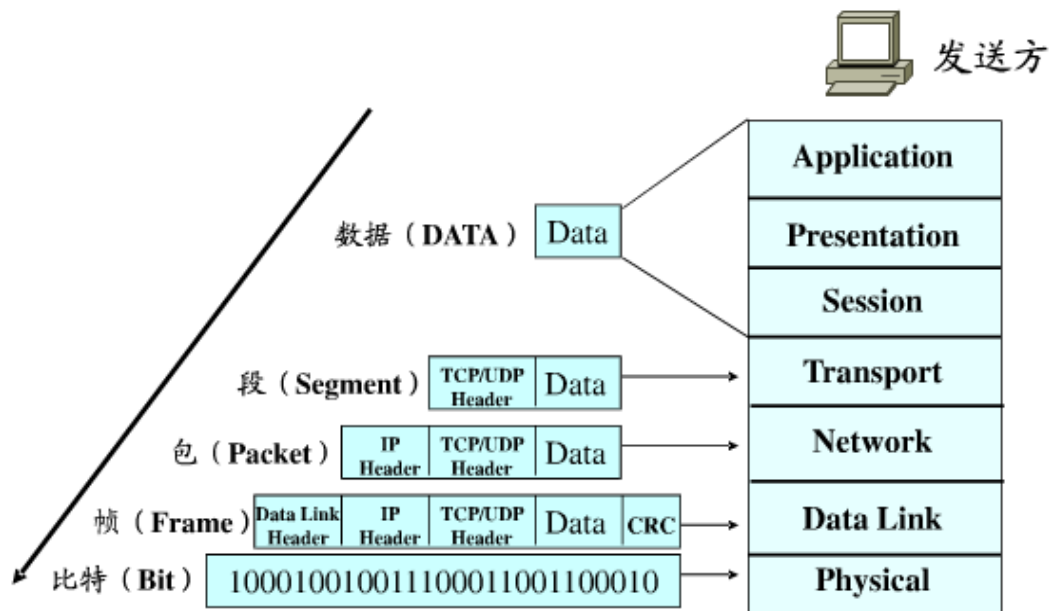 发送方
Application
数据（DATA） Data
Presentation
Session
段（Segment） TCP/UDP Header Data
Transport
包（Packet） IP Header TCP/UDP Header Data
Network
帧（Frame） Data Link Header IP Header TCP/UDP Header Data CRC
Data Link
比特（Bit） 100010010011100011001100010
Physical